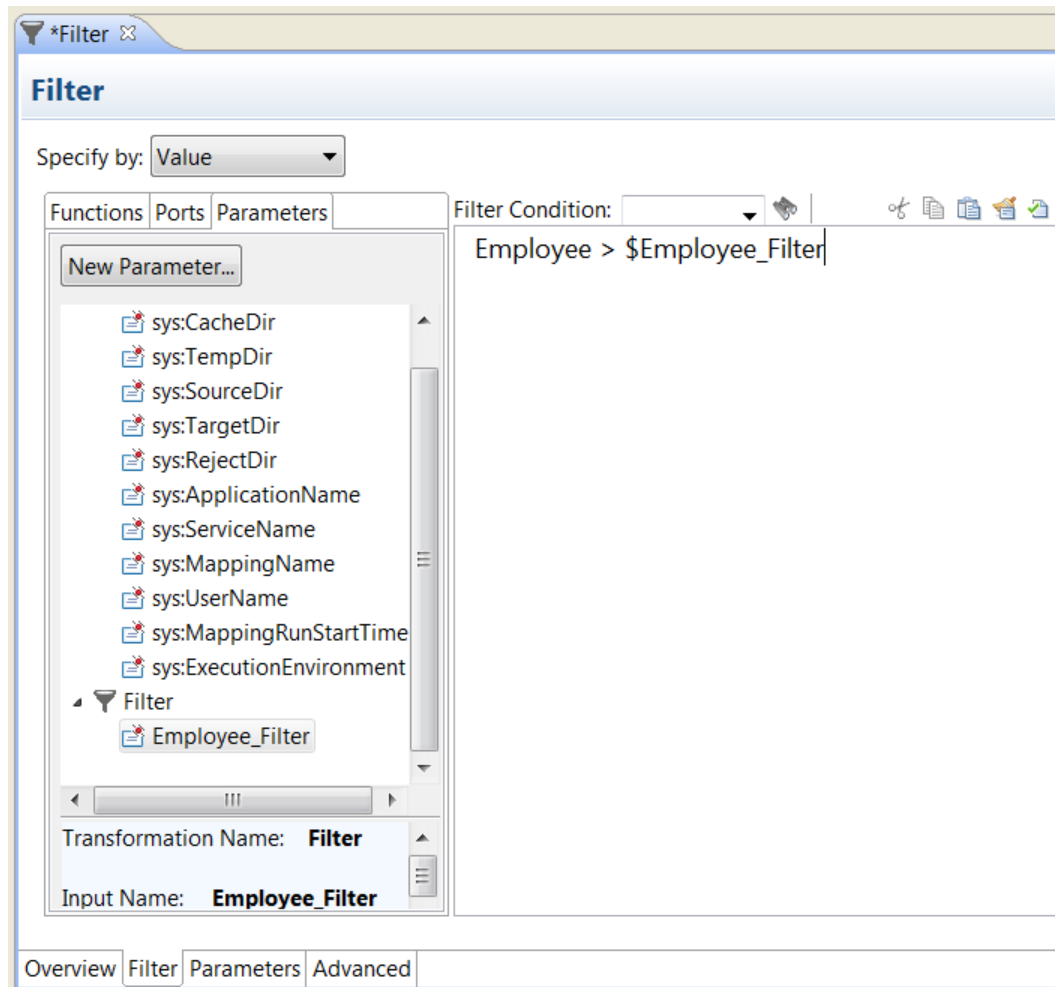 *Filter
Filter
Specify by: Value
Functions Ports Parameters
Filter Condition:
New Parameter...
Employee > $Employee_Filter
sys:CacheDir
sys:TempDir
sys:SourceDir
sys:TargetDir
sys:RejectDir
sys:ApplicationName
sys:ServiceName
sys:MappingName
sys:UserName
sys:MappingRunStartTime
sys:ExecutionEnvironment
Filter
Employee_Filter
Transformation Name: Filter
Input Name: Employee_Filter
Overview Filter Parameters Advanced